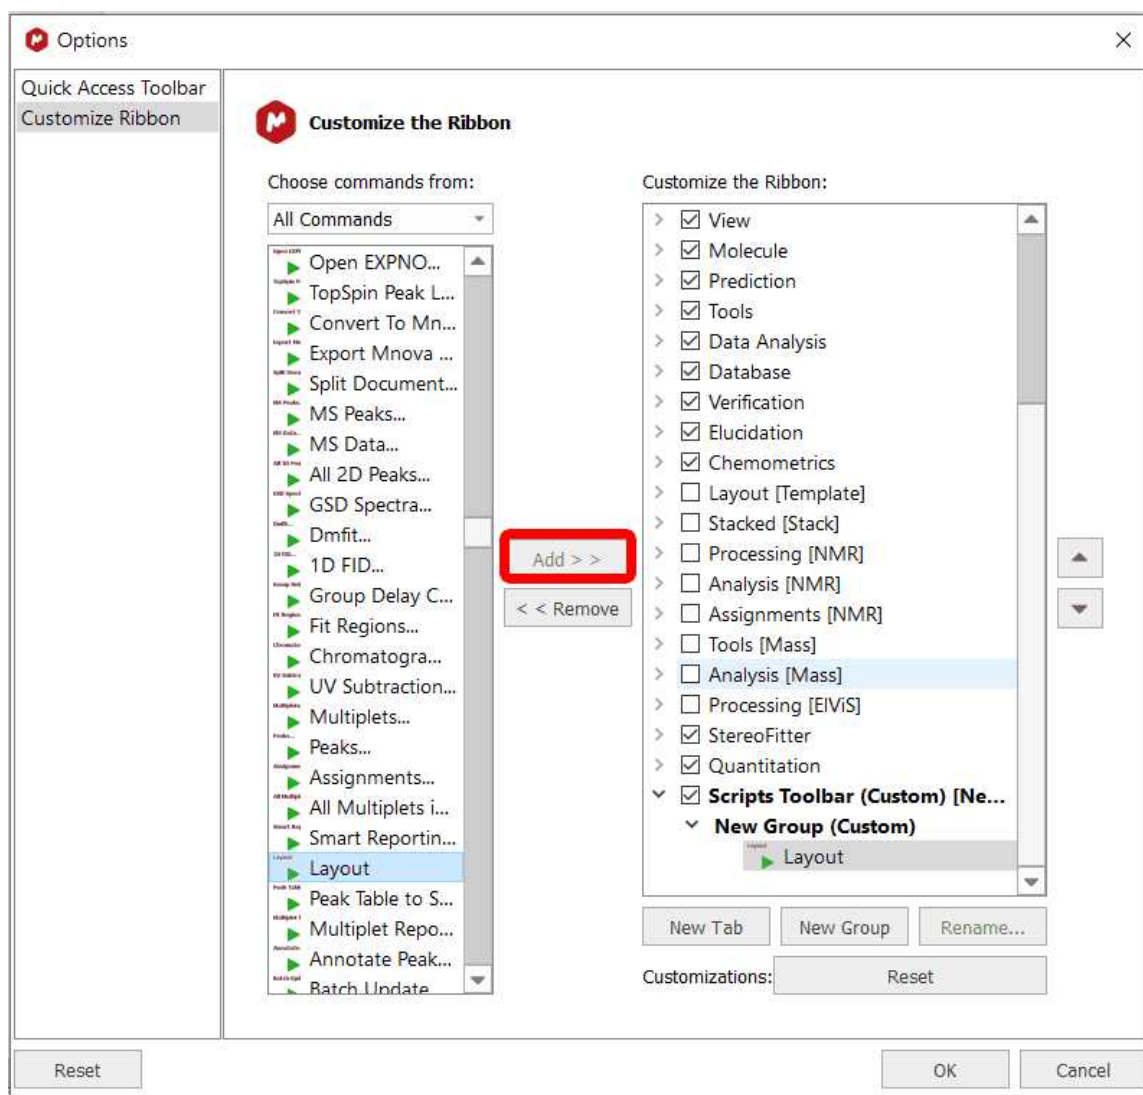 Options
Quick Access Toolbar
Customize Ribbon
Customize the Ribbon
Choose commands from:
All Commands
Open EXPNO...
TopSpin Peak L...
Convert To Mn...
Export Mnova ...
Split Document...
MS Peaks...
MS Data...
All 2D Peaks...
GSD Spectra...
Dmfit...
1D FID...
Group Delay C...
Fit Regions...
Chromatogra...
UV Subtraction...
Multiplets...
Peaks...
Assignments...
All Multiplets i...
Smart Reportin...
Layout
Peak Table to S...
Multiplet Repo...
Annotate Peak...
Batch Update
Add > >
< < Remove
Customize the Ribbon:
View
Molecule
Prediction
Tools
Data Analysis
Database
Verification
Elucidation
Chemometrics
Layout [Template]
Stacked [Stack]
Processing [NMR]
Analysis [NMR]
Assignments [NMR]
Tools [Mass]
Analysis [Mass]
Processing [ElViS]
StereoFitter
Quantitation
Scripts Toolbar (Custom) [Ne...
New Group (Custom)
Layout
New Tab
New Group
Rename...
Customizations:
Reset
Reset
OK
Cancel